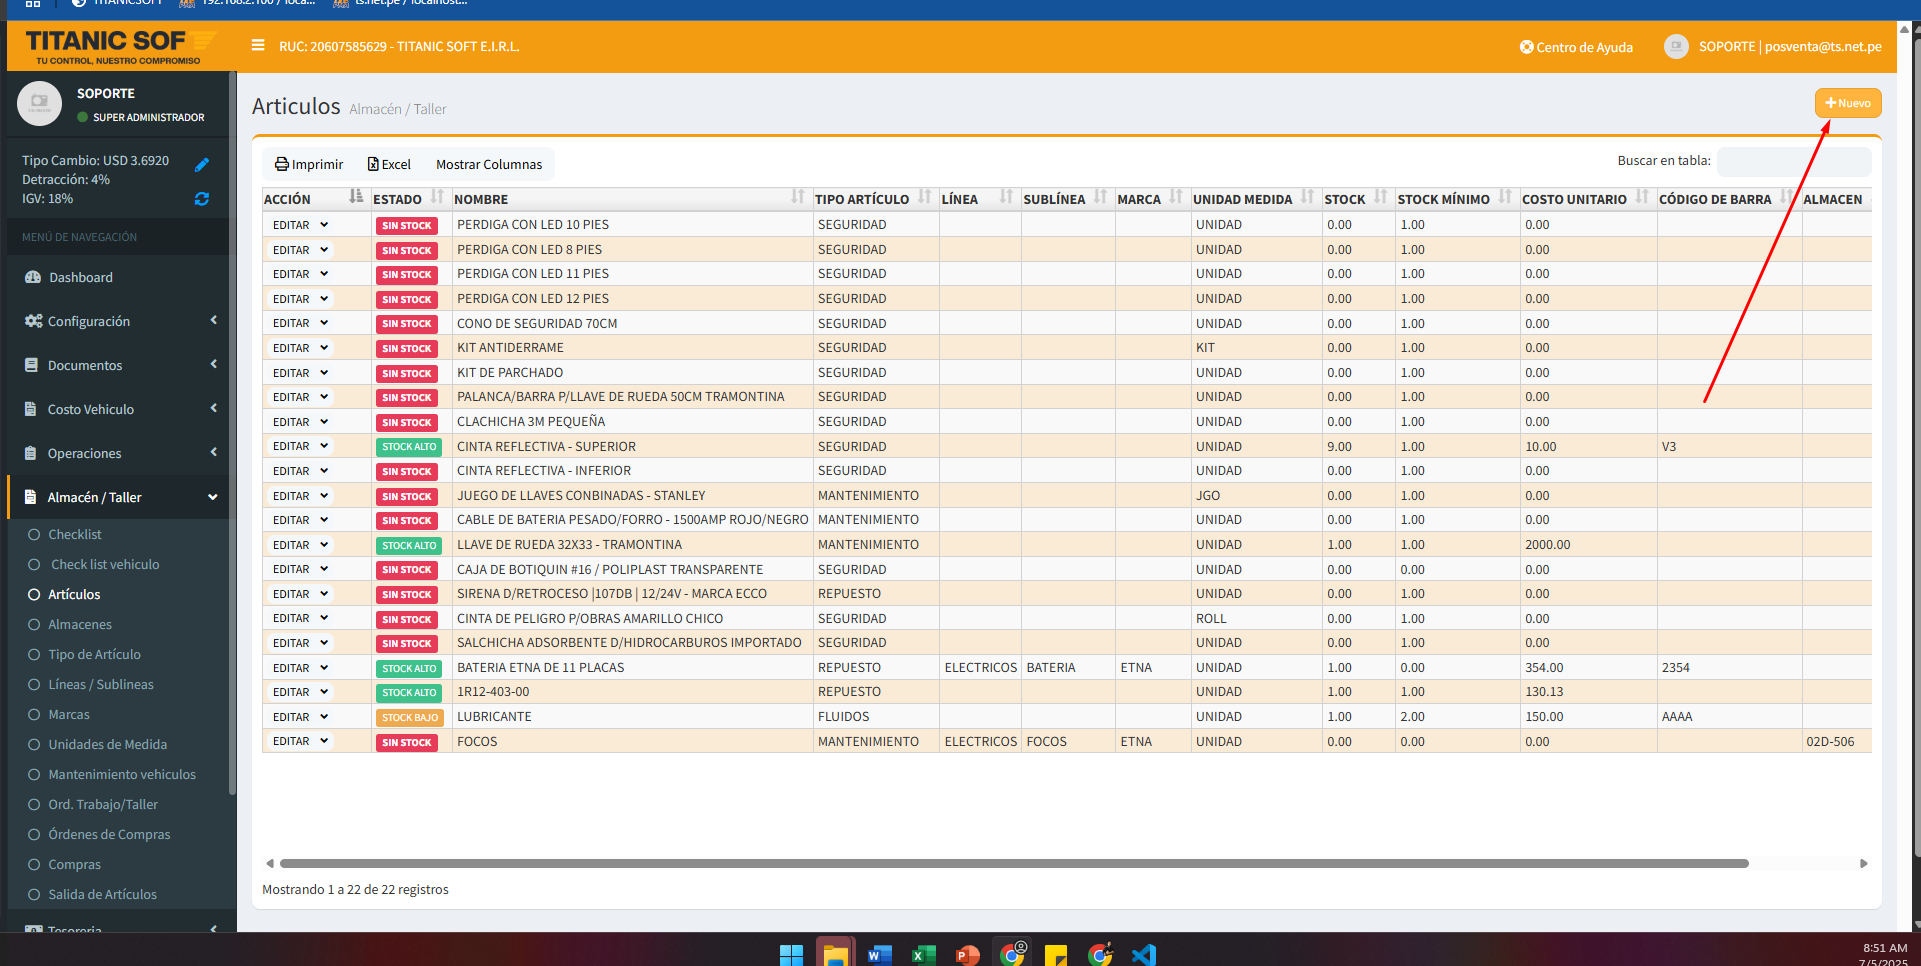 TITANICSOFT
192.168.2.100 / loca...
ts.net.pe / localhost...
TITANIC SOF
TU CONTROL, NUESTRO COMPROMISO
RUC: 20607585629 - TITANIC SOFT E.I.R.L.
Centro de Ayuda
SOPORTE | posventa@ts.net.pe
SOPORTE
SUPER ADMINISTRADOR
Tipo Cambio: USD 3.6920
Detracción: 4%
IGV: 18%
MENÚ DE NAVEGACIÓN
Dashboard
Configuración
Documentos
Costo Vehiculo
Operaciones
Almacén / Taller
Checklist
Check list vehiculo
Artículos
Almacenes
Tipo de Artículo
Líneas / Sublineas
Marcas
Unidades de Medida
Mantenimiento vehiculos
Ord. Trabajo/Taller
Órdenes de Compras
Compras
Salida de Artículos
Tesoreria
Articulos Almacén / Taller
Nuevo
Imprimir Excel Mostrar Columnas
Buscar en tabla:
ACCIÓN ESTADO NOMBRE TIPO ARTÍCULO LÍNEA SUBLÍNEA MARCA UNIDAD MEDIDA STOCK STOCK MÍNIMO COSTO UNITARIO CÓDIGO DE BARRA ALMACEN
EDITAR SIN STOCK PERDIGA CON LED 10 PIES SEGURIDAD UNIDAD 0.00 1.00 0.00
EDITAR SIN STOCK PERDIGA CON LED 8 PIES SEGURIDAD UNIDAD 0.00 1.00 0.00
EDITAR SIN STOCK PERDIGA CON LED 11 PIES SEGURIDAD UNIDAD 0.00 1.00 0.00
EDITAR SIN STOCK PERDIGA CON LED 12 PIES SEGURIDAD UNIDAD 0.00 1.00 0.00
EDITAR SIN STOCK CONO DE SEGURIDAD 70CM SEGURIDAD UNIDAD 0.00 1.00 0.00
EDITAR SIN STOCK KIT ANTIDERRAME SEGURIDAD KIT 0.00 1.00 0.00
EDITAR SIN STOCK KIT DE PARCHADO SEGURIDAD UNIDAD 0.00 1.00 0.00
EDITAR SIN STOCK PALANCA/BARRA P/LLAVE DE RUEDA 50CM TRAMONTINA SEGURIDAD UNIDAD 0.00 1.00 0.00
EDITAR SIN STOCK CLACHICHA 3M PEQUEÑA SEGURIDAD UNIDAD 0.00 1.00 0.00
EDITAR STOCK ALTO CINTA REFLECTIVA - SUPERIOR SEGURIDAD UNIDAD 9.00 1.00 10.00 V3
EDITAR SIN STOCK CINTA REFLECTIVA - INFERIOR SEGURIDAD UNIDAD 0.00 1.00 0.00
EDITAR SIN STOCK JUEGO DE LLAVES CONBINADAS - STANLEY MANTENIMIENTO JGO 0.00 1.00 0.00
EDITAR SIN STOCK CABLE DE BATERIA PESADO/FORRO - 1500AMP ROJO/NEGRO MANTENIMIENTO UNIDAD 0.00 1.00 0.00
EDITAR STOCK ALTO LLAVE DE RUEDA 32X33 - TRAMONTINA MANTENIMIENTO UNIDAD 1.00 1.00 2000.00
EDITAR SIN STOCK CAJA DE BOTIQUIN #16 / POLIPLAST TRANSPARENTE SEGURIDAD UNIDAD 0.00 0.00 0.00
EDITAR SIN STOCK SIRENA D/RETROCESO |107DB | 12/24V - MARCA ECCO REPUESTO UNIDAD 0.00 1.00 0.00
EDITAR SIN STOCK CINTA DE PELIGRO P/OBRAS AMARILLO CHICO SEGURIDAD ROLL 0.00 1.00 0.00
EDITAR SIN STOCK SALCHICHA ADSORBENTE D/HIDROCARBUROS IMPORTADO SEGURIDAD UNIDAD 0.00 1.00 0.00
EDITAR STOCK ALTO BATERIA ETNA DE 11 PLACAS REPUESTO ELECTRICOS BATERIA ETNA UNIDAD 1.00 0.00 354.00 2354
EDITAR STOCK ALTO 1R12-403-00 REPUESTO UNIDAD 1.00 1.00 130.13
EDITAR STOCK BAJO LUBRICANTE FLUIDOS UNIDAD 1.00 2.00 150.00 AAAA
EDITAR SIN STOCK FOCOS MANTENIMIENTO ELECTRICOS FOCOS ETNA UNIDAD 0.00 0.00 0.00 02D-506
Mostrando 1 a 22 de 22 registros
8:51 AM
7/5/2025